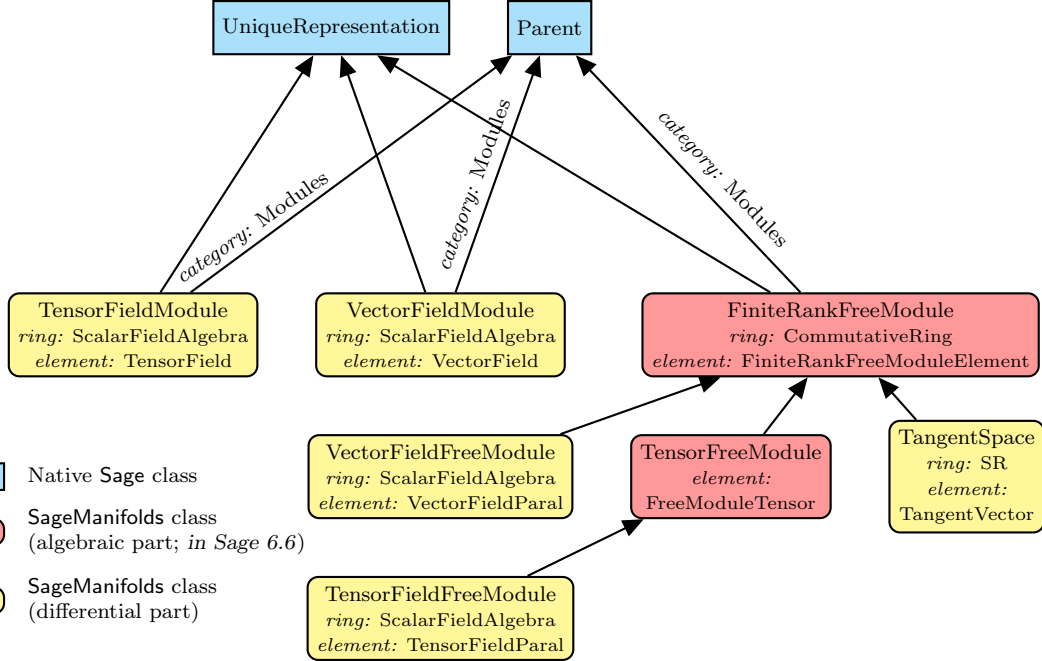 UniqueRepresentation
Parent
category: Modules
category: Modules
category: Modules
TensorFieldModule
ring: ScalarFieldAlgebra
element: TensorField
VectorFieldModule
ring: ScalarFieldAlgebra
element: VectorField
FiniteRankFreeModule
ring: CommutativeRing
element: FiniteRankFreeModuleElement
VectorFieldFreeModule
ring: ScalarFieldAlgebra
element: VectorFieldParal
TensorFreeModule
element:
FreeModuleTensor
TangentSpace
ring: SR
element:
TangentVector
Native Sage class
SageManifolds class
(algebraic part; in Sage 6.6)
SageManifolds class
(differential part)
TensorFieldFreeModule
ring: ScalarFieldAlgebra
element: TensorFieldParal